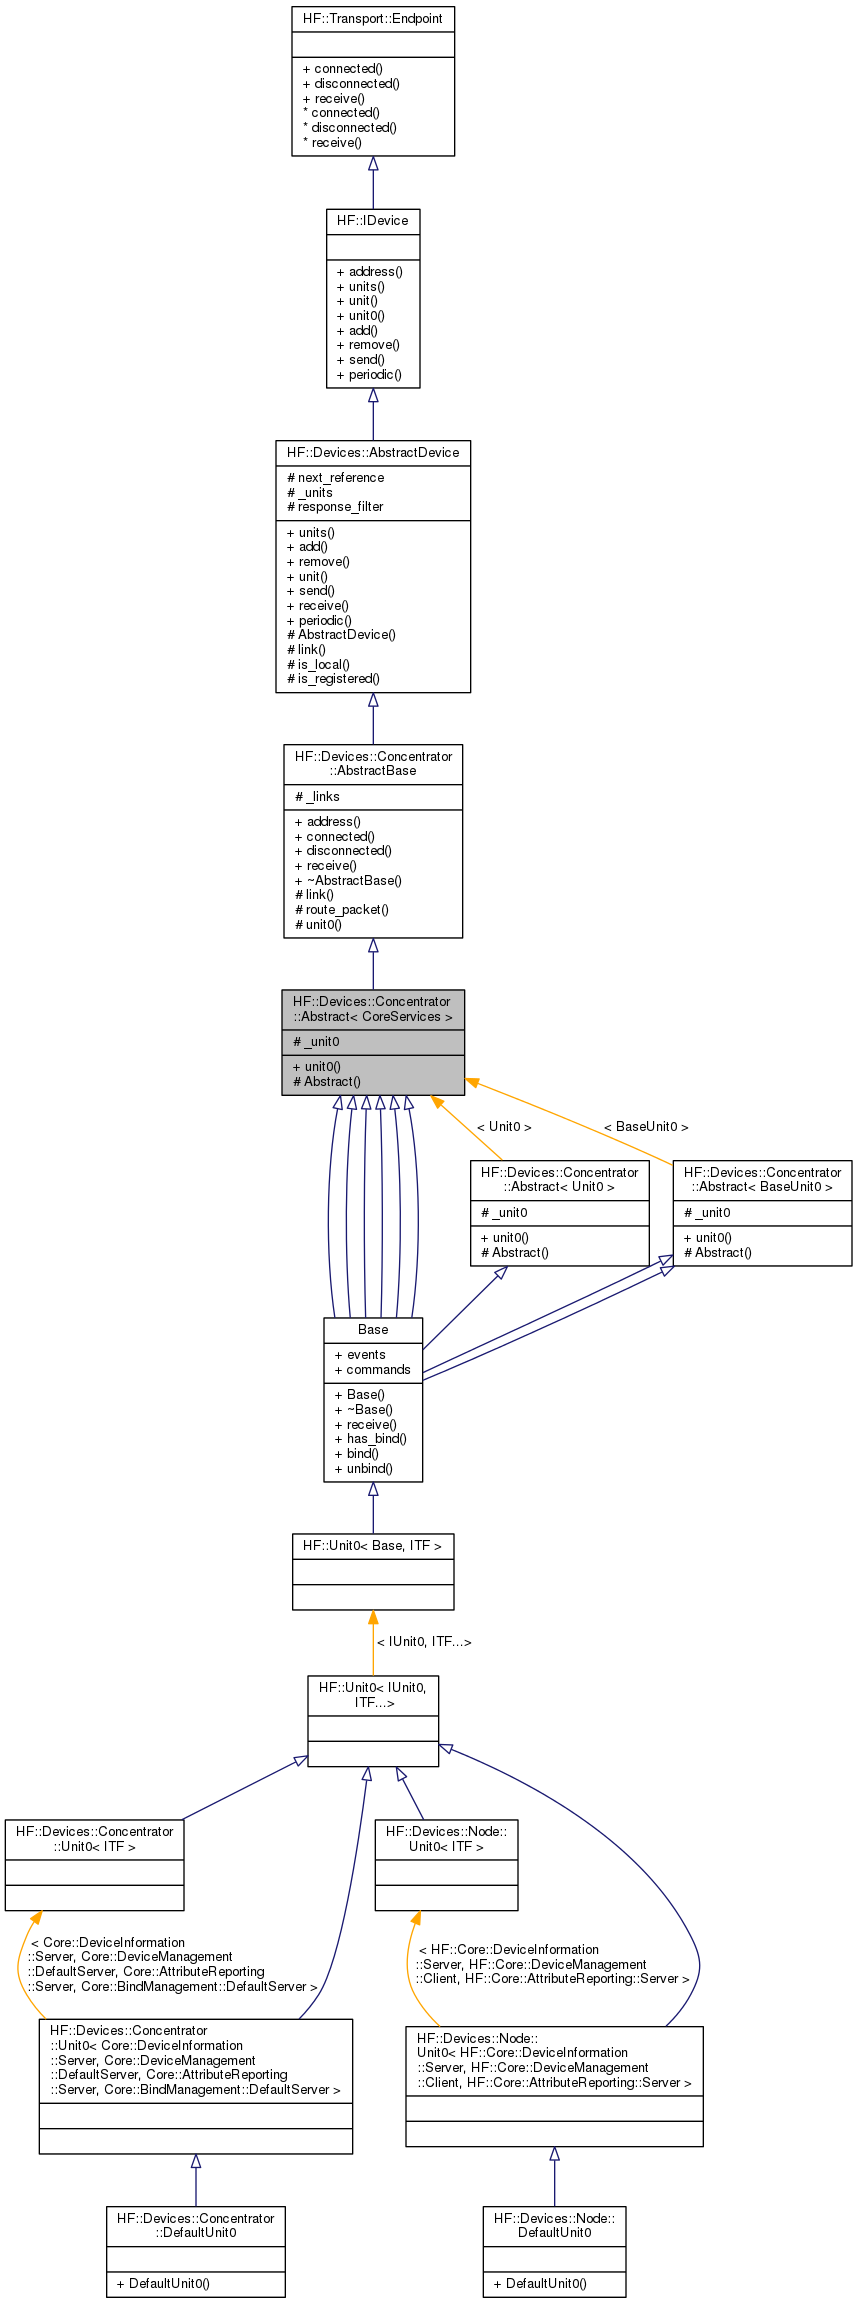 HF::Transport::Endpoint
+ connected()
+ disconnected()
+ receive()
* connected()
* disconnected()
* receive()
HF::IDevice
+ address()
+ units()
+ unit()
+ unit0()
+ add()
+ remove()
+ send()
+ periodic()
HF::Devices::AbstractDevice
# next_reference
# _units
# response_filter
+ units()
+ add()
+ remove()
+ unit()
+ send()
+ receive()
+ periodic()
# AbstractDevice()
# link()
# is_local()
# is_registered()
HF::Devices::Concentrator
::AbstractBase
# _links
+ address()
+ connected()
+ disconnected()
+ receive()
+ ~AbstractBase()
# link()
# route_packet()
# unit0()
HF::Devices::Concentrator
::Abstract< CoreServices >
# _unit0
+ unit0()
# Abstract()
< Unit0 >
< BaseUnit0 >
HF::Devices::Concentrator
::Abstract< Unit0 >
# _unit0
+ unit0()
# Abstract()
HF::Devices::Concentrator
::Abstract< BaseUnit0 >
# _unit0
+ unit0()
# Abstract()
Base
+ events
+ commands
+ Base()
+ ~Base()
+ receive()
+ has_bind()
+ bind()
+ unbind()
HF::Unit0< Base, ITF >
< IUnit0, ITF...>
HF::Unit0< IUnit0,
ITF...>
HF::Devices::Concentrator
::Unit0< ITF >
HF::Devices::Node::
Unit0< ITF >
< Core::DeviceInformation
::Server, Core::DeviceManagement
::DefaultServer, Core::AttributeReporting
::Server, Core::BindManagement::DefaultServer >
< HF::Core::DeviceInformation
::Server, HF::Core::DeviceManagement
::Client, HF::Core::AttributeReporting::Server >
HF::Devices::Concentrator
::Unit0< Core::DeviceInformation
::Server, Core::DeviceManagement
::DefaultServer, Core::AttributeReporting
::Server, Core::BindManagement::DefaultServer >
HF::Devices::Node::
Unit0< HF::Core::DeviceInformation
::Server, HF::Core::DeviceManagement
::Client, HF::Core::AttributeReporting::Server >
HF::Devices::Concentrator
::DefaultUnit0
+ DefaultUnit0()
HF::Devices::Node::
DefaultUnit0
+ DefaultUnit0()